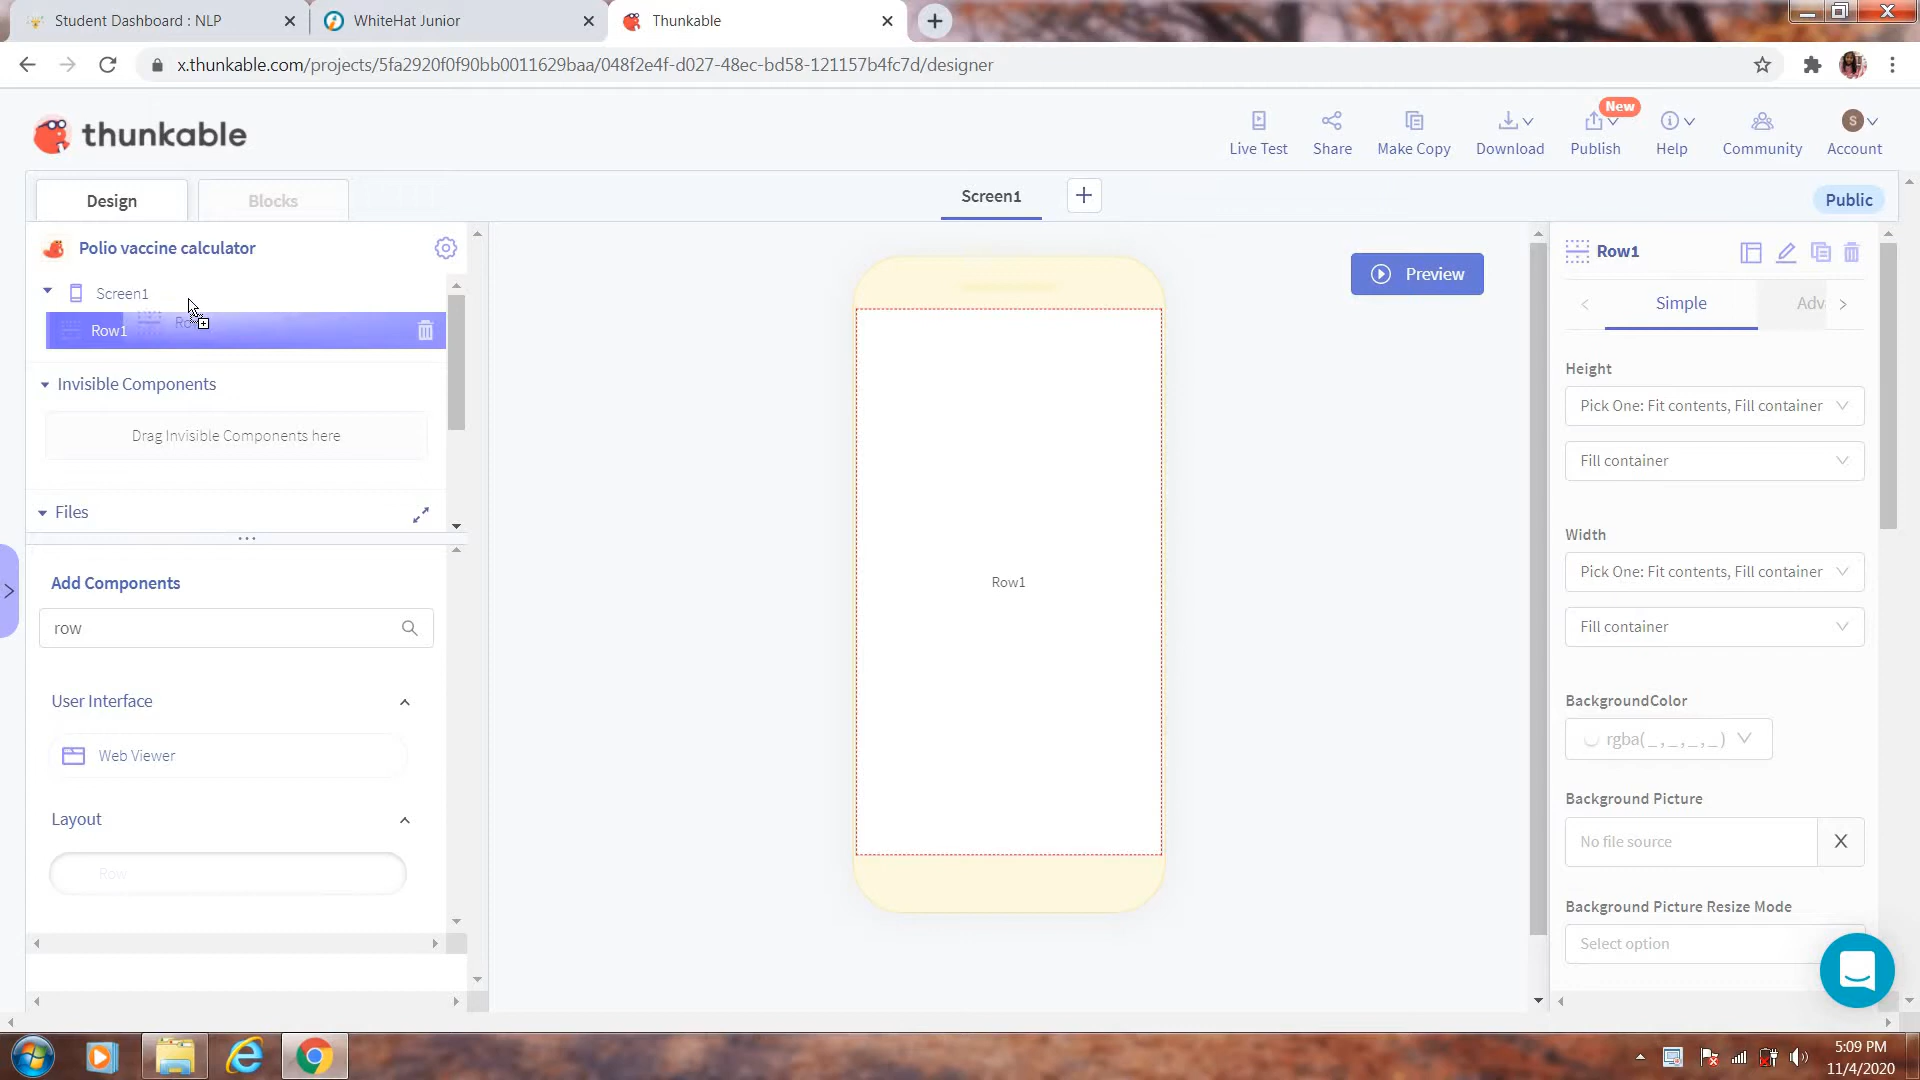 Student Dashboard : NLP
WhiteHat Junior
Thunkable
x.thunkable.com/projects/5fa2920f0f90bb0011629baa/048f2e4f-d027-48ec-bd58-121157b4fc7d/designer
thunkable
Live Test
Share
Make Copy
Download
New
Publish
Help
Community
S
Account
Design
Blocks
Screen1
Public
Polio vaccine calculator
Screen1
Row1
Invisible Components
Drag Invisible Components here
Files
Add Components
row
User Interface
Web Viewer
Layout
Row
Preview
Row1
Row1
Simple
Height
Pick One: Fit contents, Fill container
Fill container
Width
Pick One: Fit contents, Fill container
Fill container
BackgroundColor
rgba(_,_,_,_)
Background Picture
No file source
X
Background Picture Resize Mode
Select option
5:09 PM
11/4/2020